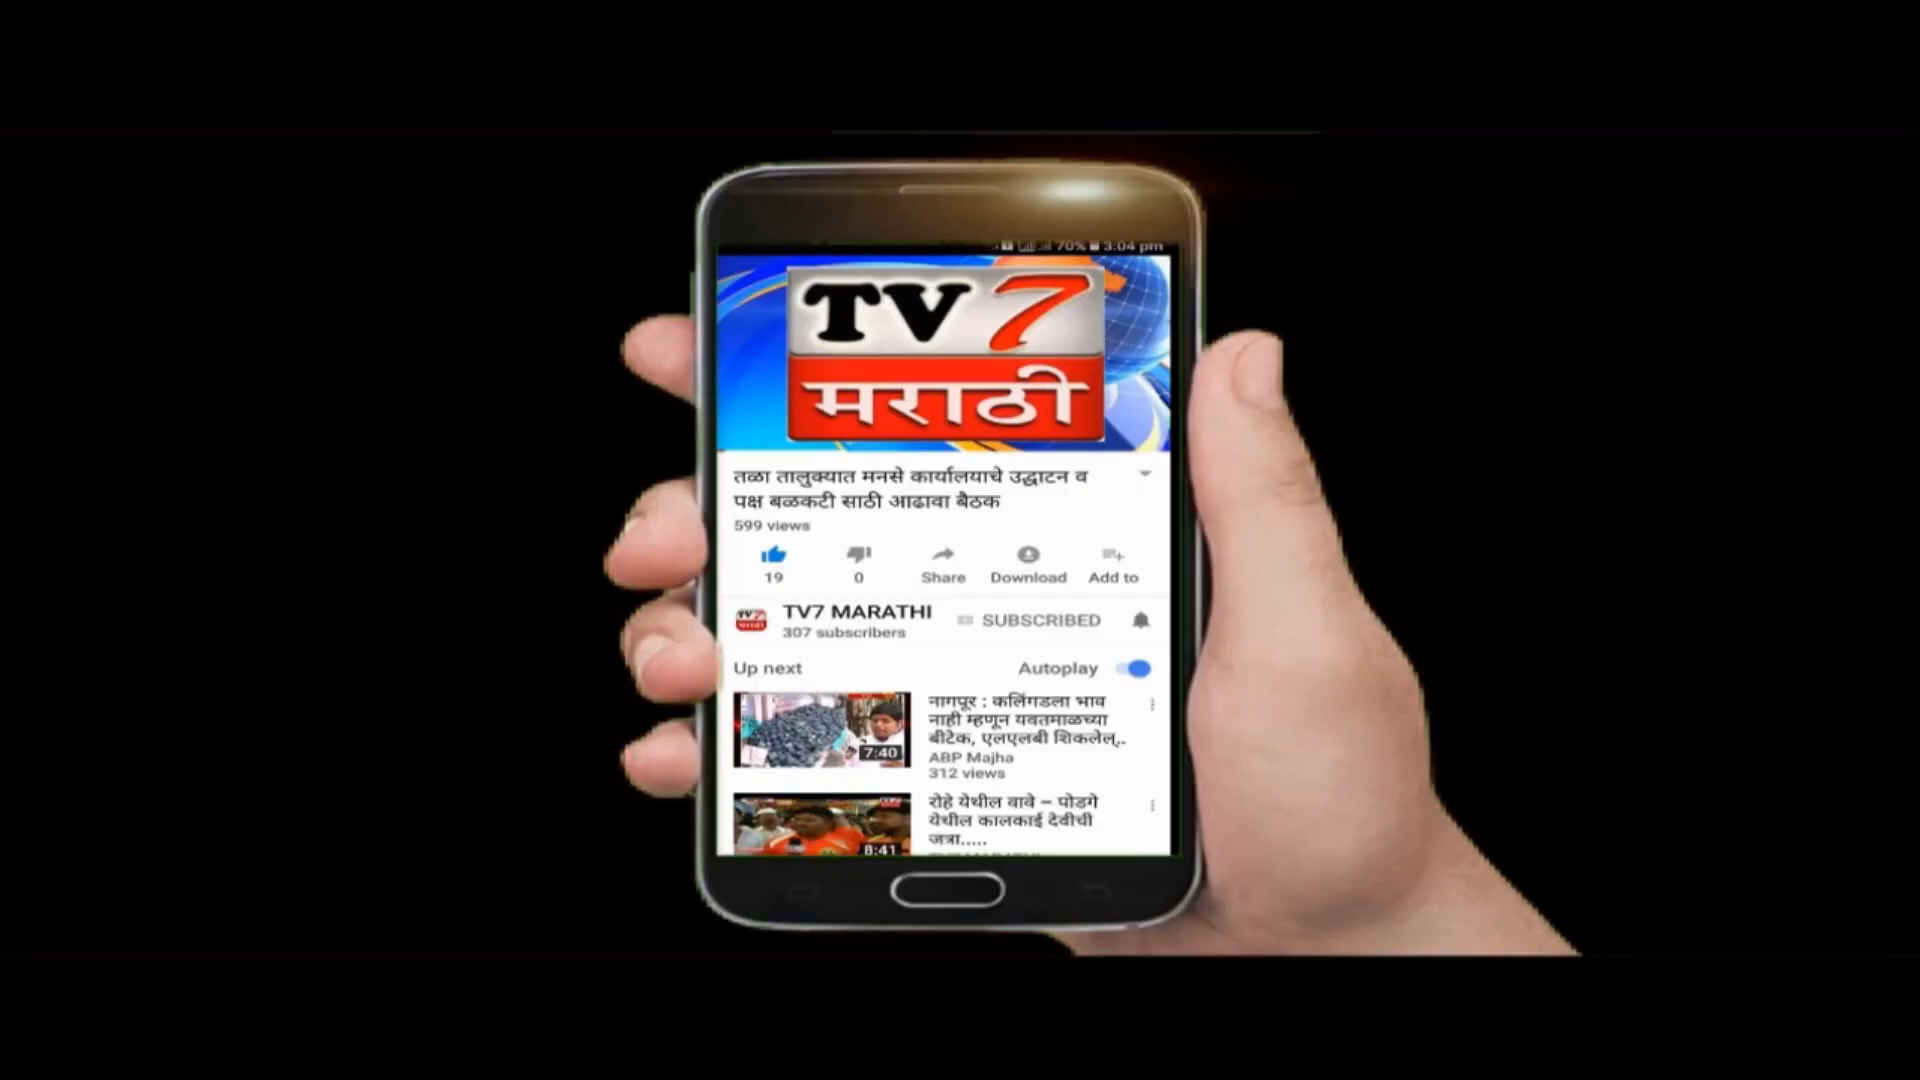 70% 3:04 pm
TV 7
मराठी
तळा तालुक्यात मनसे कार्यालयाचे उद्घाटन व
पक्ष बळकटी साठी आढावा बैठक
599 views
19 0 Share Download Add to
TV7 MARATHI
SUBSCRIBED
307 subscribers
Up next Autoplay
नागपूर : कलिंगडला भाव
नाही म्हणून यवतमाळच्या
बीटेक, एलएलबी शिकलेल्..
ABP Majha
312 views
7:40
रोहे येथील वावे – पोडगे
येथील कालकाई देवीची
जत्रा.....
8:41